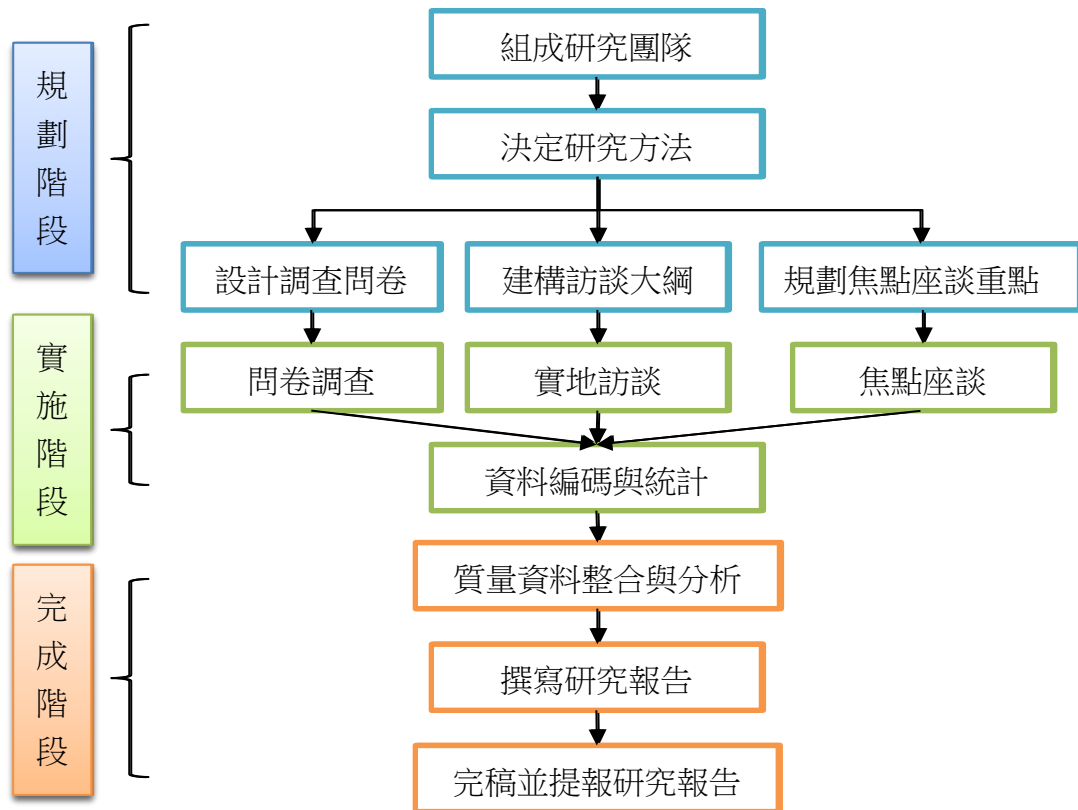 規劃階段
組成研究團隊
決定研究方法
設計調查問卷
建構訪談大綱
規劃焦點座談重點
實施階段
問卷調查
實地訪談
焦點座談
資料編碼與統計
完成階段
質量資料整合與分析
撰寫研究報告
完稿並提報研究報告